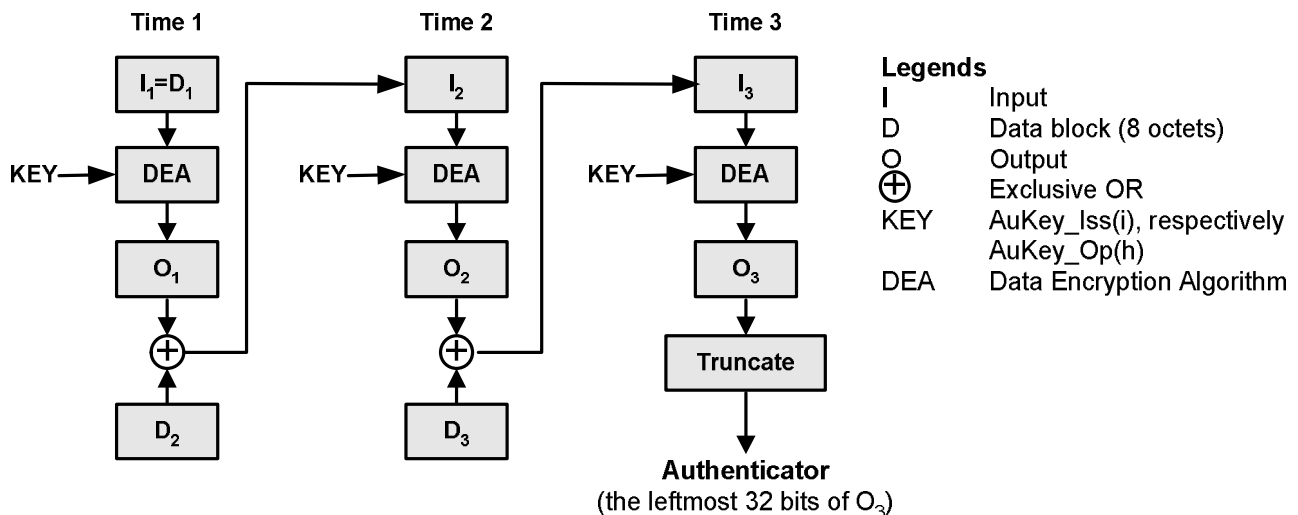 Time 1
Time 2
Time 3
I₁=D₁
I₂
I₃
KEY
DEA
KEY
DEA
KEY
DEA
O₁
O₂
O₃
Truncate
D₂
D₃
Authenticator
(the leftmost 32 bits of O₃)
Legends
I Input
D Data block (8 octets)
O Output
⊕ Exclusive OR
KEY AuKey_Iss(i), respectively
AuKey_Op(h)
DEA Data Encryption Algorithm